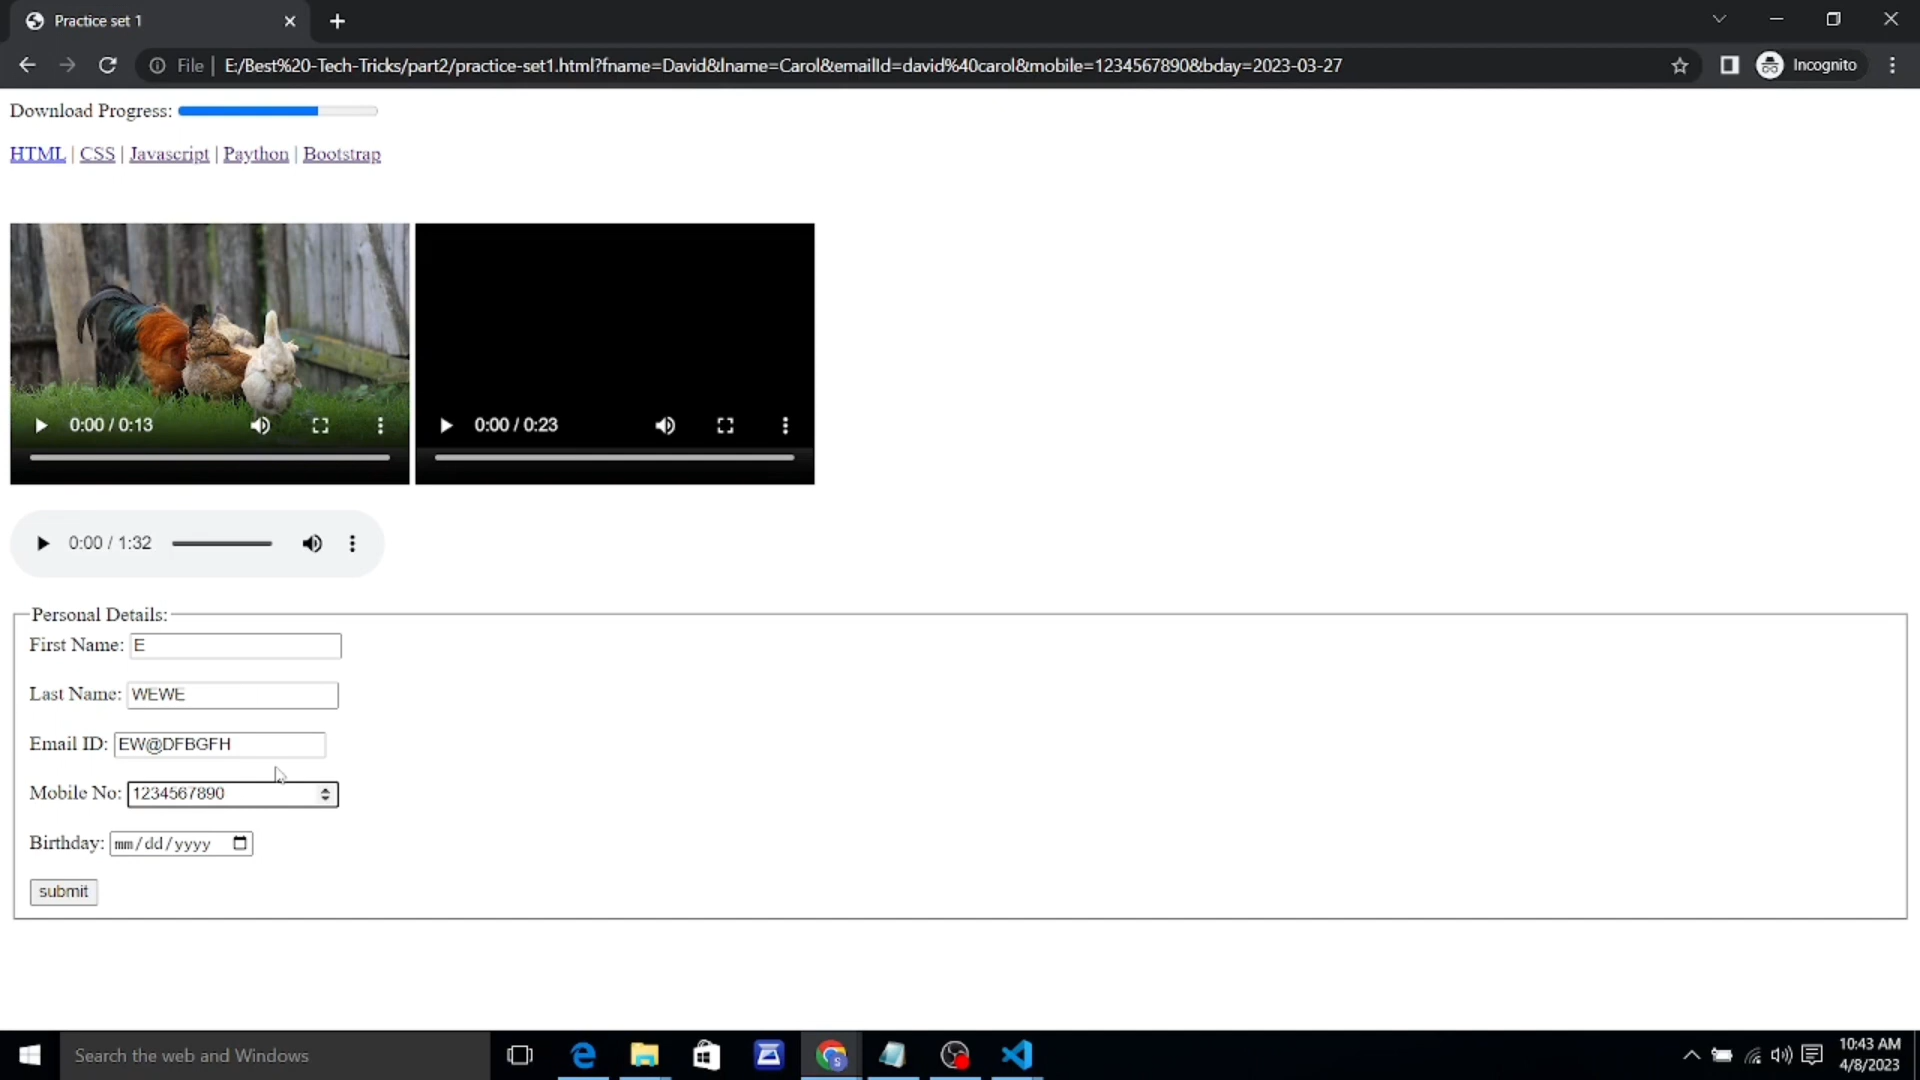 Practice set 1
File | E:/Best%20-Tech-Tricks/part2/practice-set1.html?fname=David&lname=Carol&emailId=david%40carol&mobile=1234567890&bday=2023-03-27
Incognito
Download Progress:
HTML | CSS | Javascript | Paython | Bootstrap
0:00 / 0:13
0:00 / 0:23
0:00 / 1:32
Personal Details:
First Name: E
Last Name: WEWE
Email ID: EW@DFBGFH
Mobile No: 1234567890
Birthday: mm/dd/yyyy
submit
Search the web and Windows
10:43 AM
4/8/2023